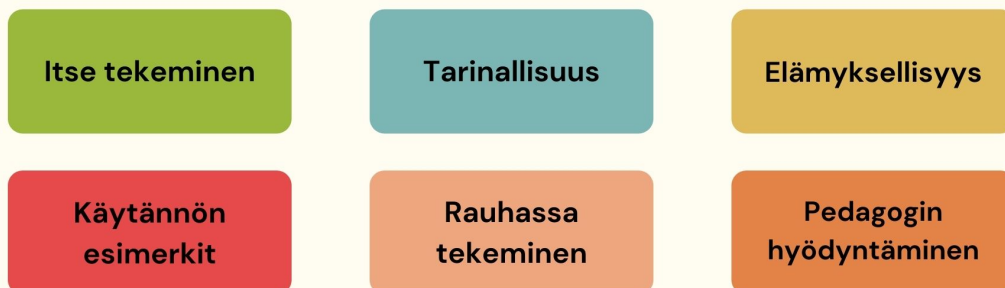 Itse tekeminen
Tarinallisuus
Elämyksellisyys
Käytännön
esimerkit
Rauhassa
tekeminen
Pedagogin
hyödyntäminen